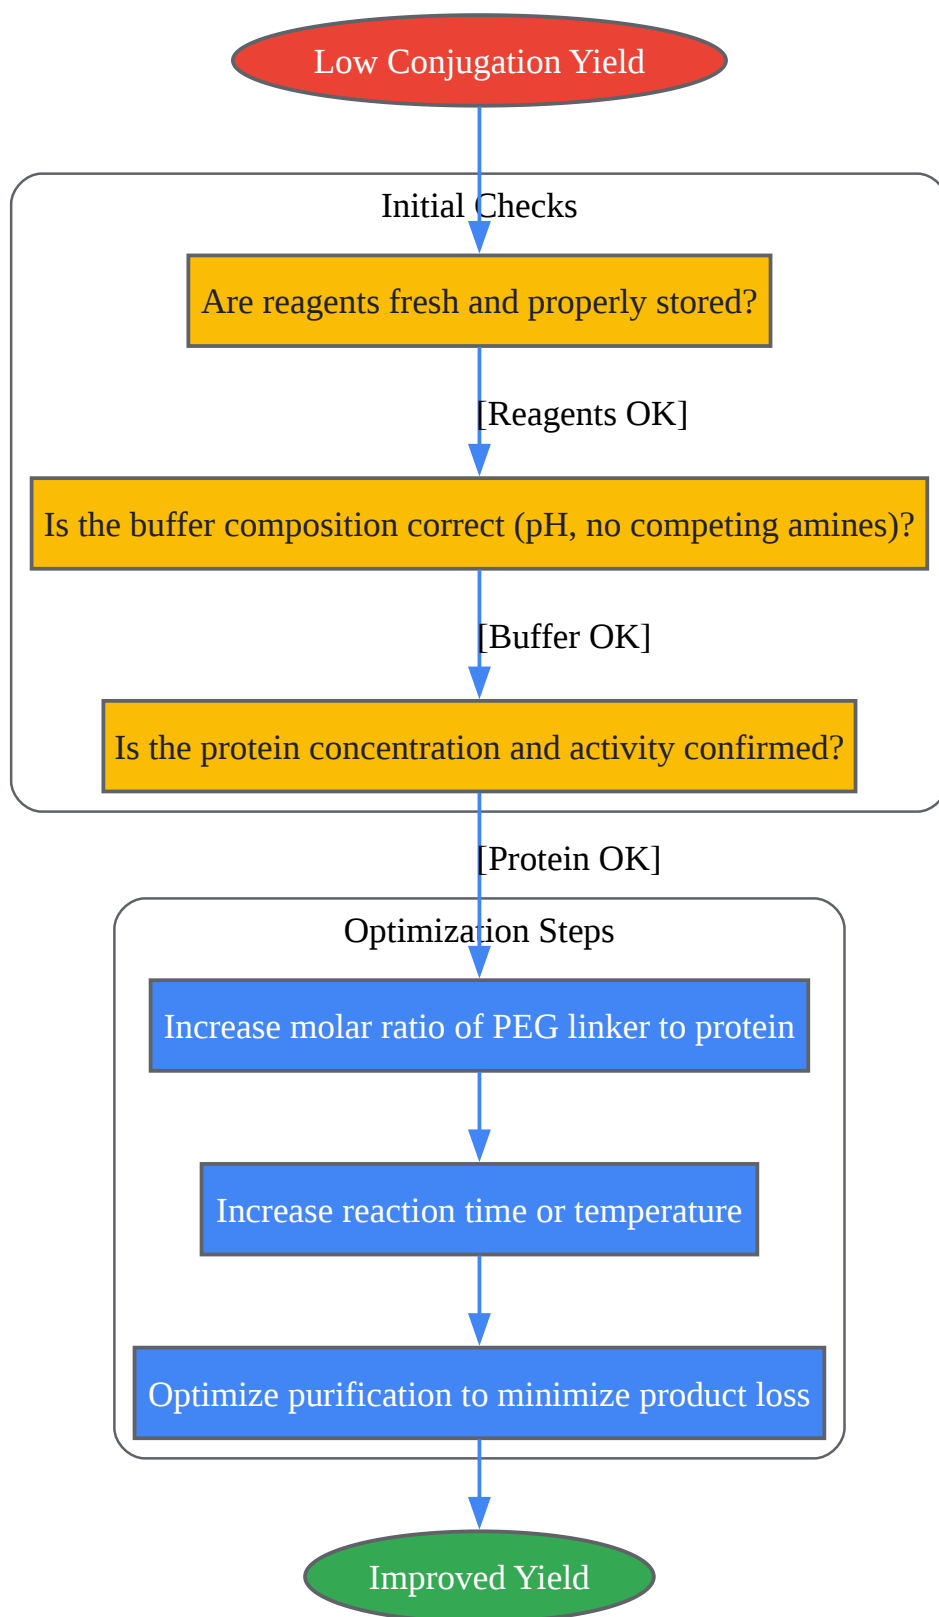 Low Conjugation Yield
Initial Checks
Are reagents fresh and properly stored?
[Reagents OK]
Is the buffer composition correct (pH, no competing amines)?
[Buffer OK]
Is the protein concentration and activity confirmed?
[Protein OK]
Optimization Steps
Increase molar ratio of PEG linker to protein
Increase reaction time or temperature
Optimize purification to minimize product loss
Improved Yield